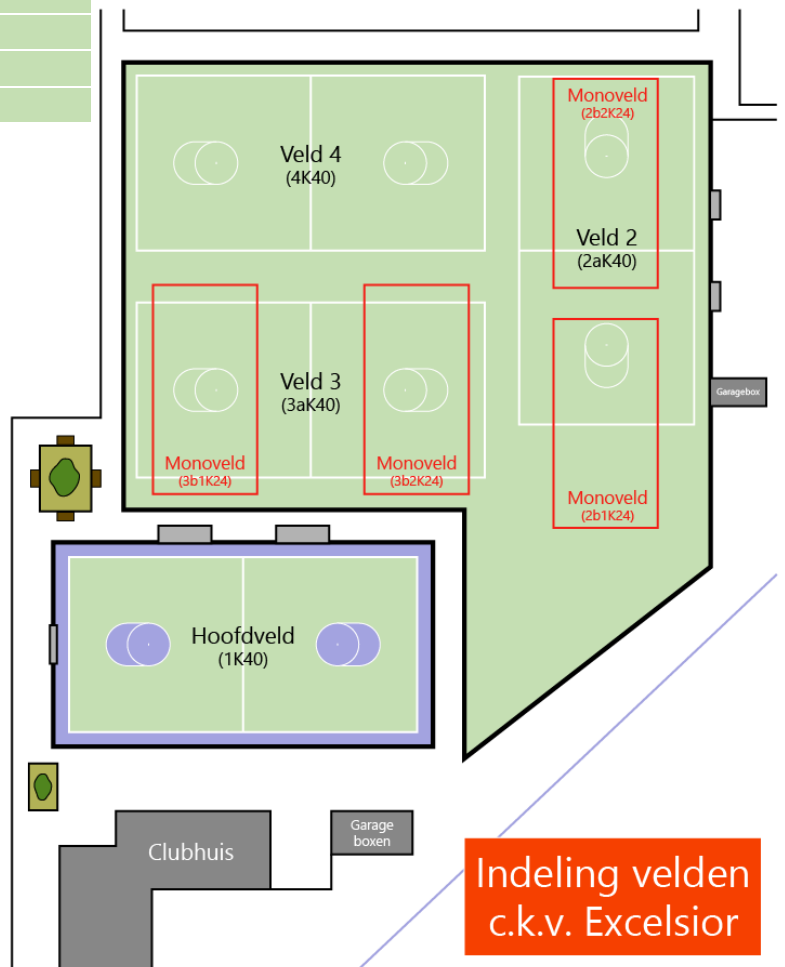 Monoveld
(2b2K24)
Veld 4
(4K40)
Veld 2
(2aK40)
Veld 3
(3aK40)
Garagebox
Monoveld
(3b1K24)
Monoveld
(3b2K24)
Monoveld
(2b1K24)
Hoofdveld
(1K40)
Clubhuis
Garage
boxen
Indeling velden
c.k.v. Excelsior